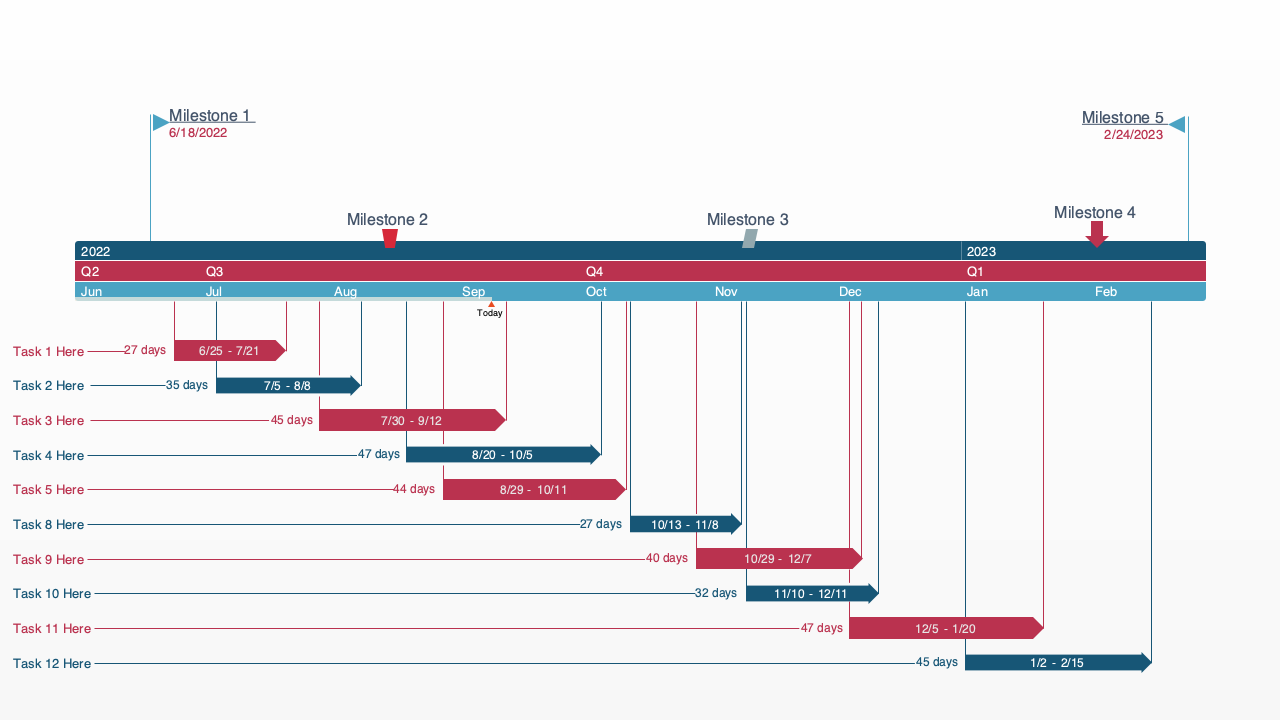 Milestone 1
6/18/2022
Milestone 5
2/24/2023
Milestone 2
Milestone 3
Milestone 4
2022 2023
Q2 Q3 Q4 Q1
Jun Jul Aug Sep Oct Nov Dec Jan Feb
Today
Task 1 Here 27 days 6/25 - 7/21
Task 2 Here 35 days 7/5 - 8/8
Task 3 Here 45 days 7/30 - 9/12
Task 4 Here 47 days 8/20 - 10/5
Task 5 Here 44 days 8/29 - 10/11
Task 8 Here 27 days 10/13 - 11/8
Task 9 Here 40 days 10/29 - 12/7
Task 10 Here 32 days 11/10 - 12/11
Task 11 Here 47 days 12/5 - 1/20
Task 12 Here 45 days 1/2 - 2/15